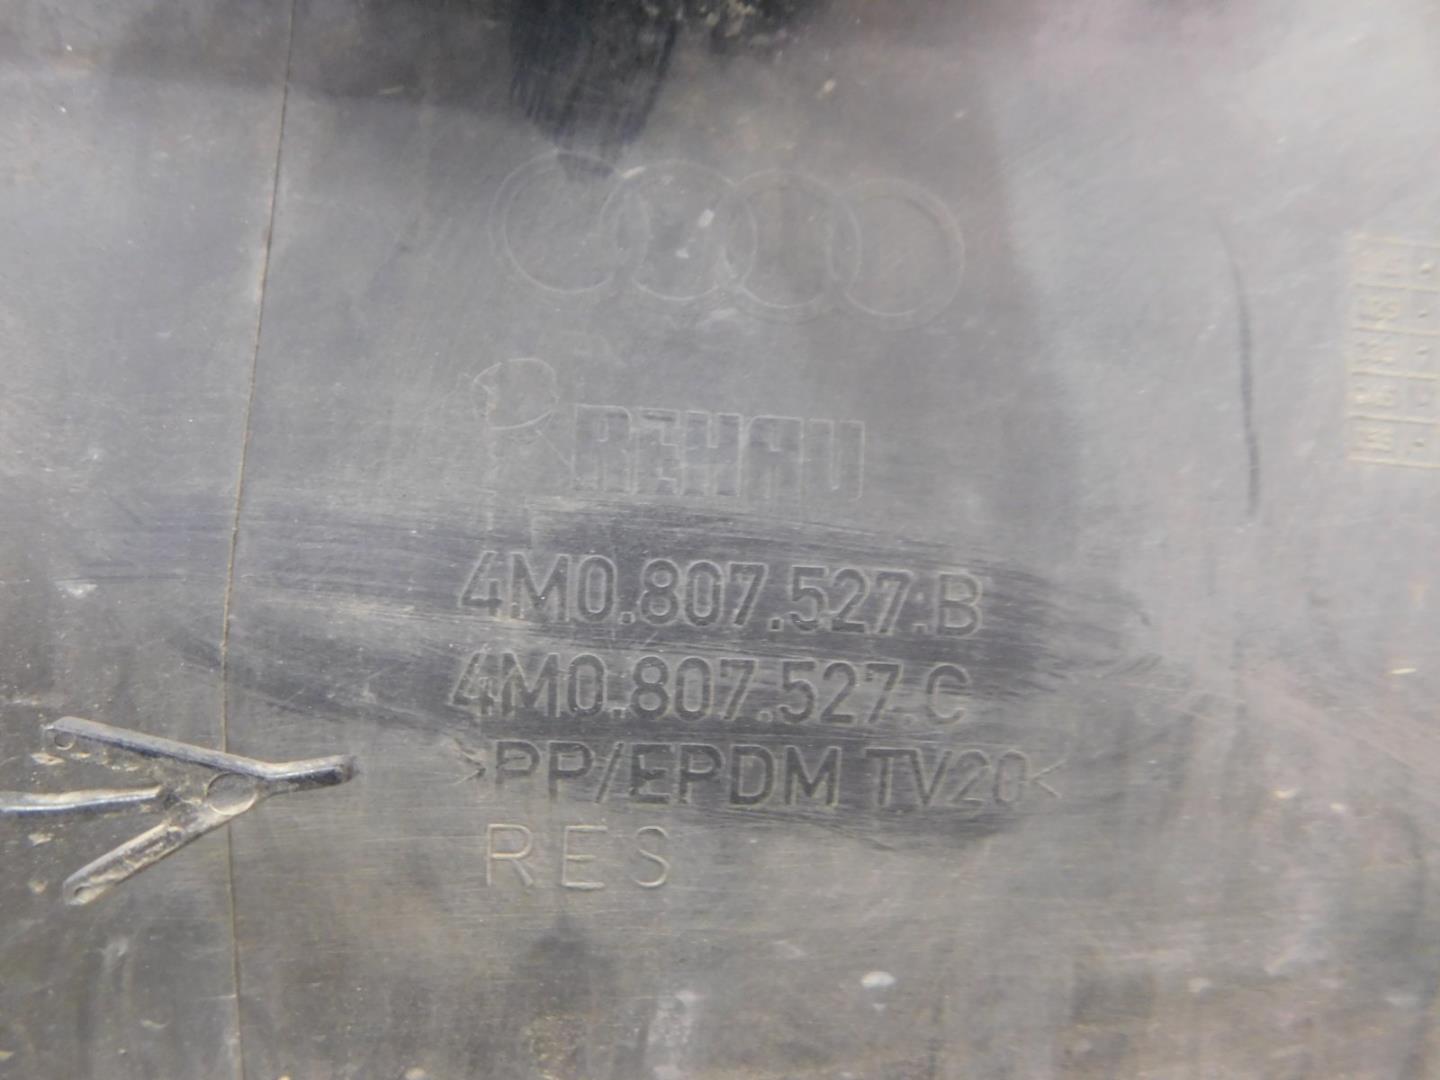 REHAU
4M0.807.527.B
4M0.807.527.C
>PP/EPDM TV20<
RES